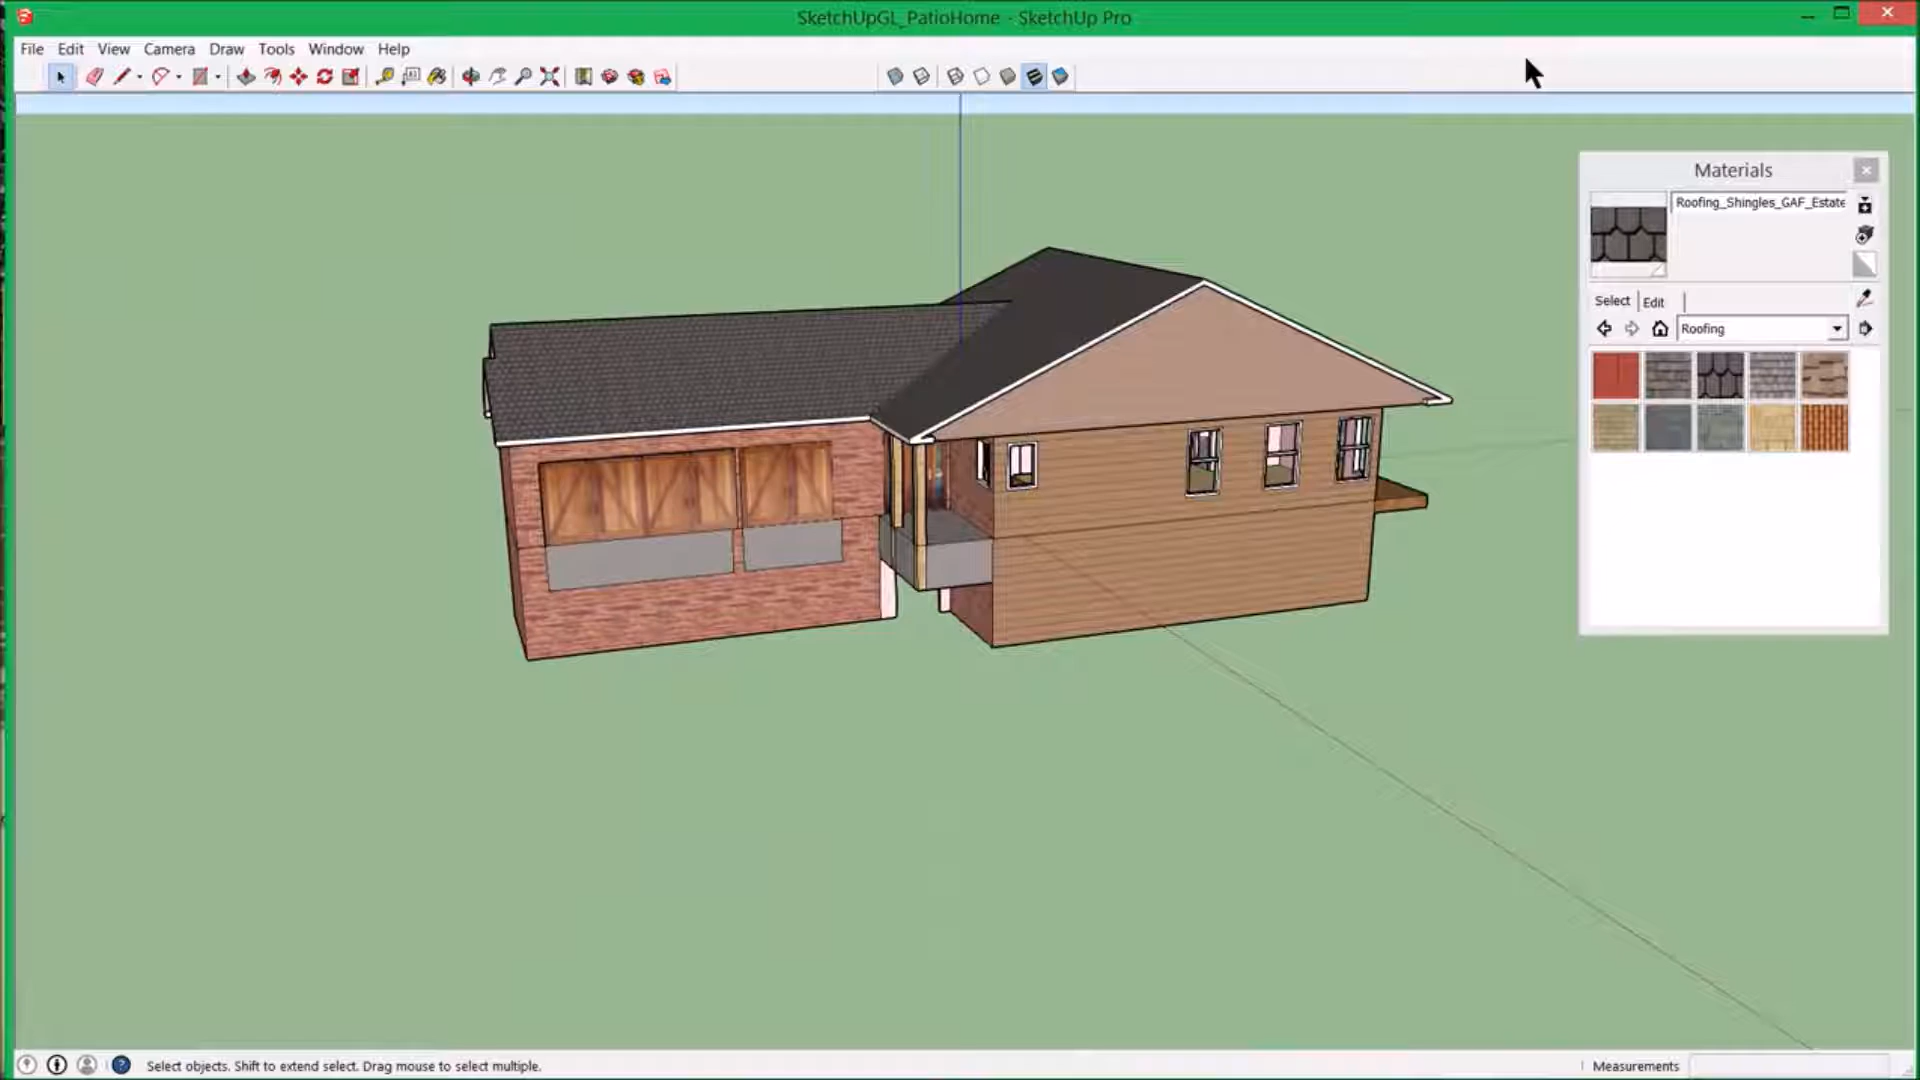 SketchUpGL_PatioHome - SketchUp Pro
File Edit View Camera Draw Tools Window Help
Materials
Roofing_Shingles_GAF_Estate
Select Edit
Roofing
Select objects. Shift to extend select. Drag mouse to select multiple.
Measurements